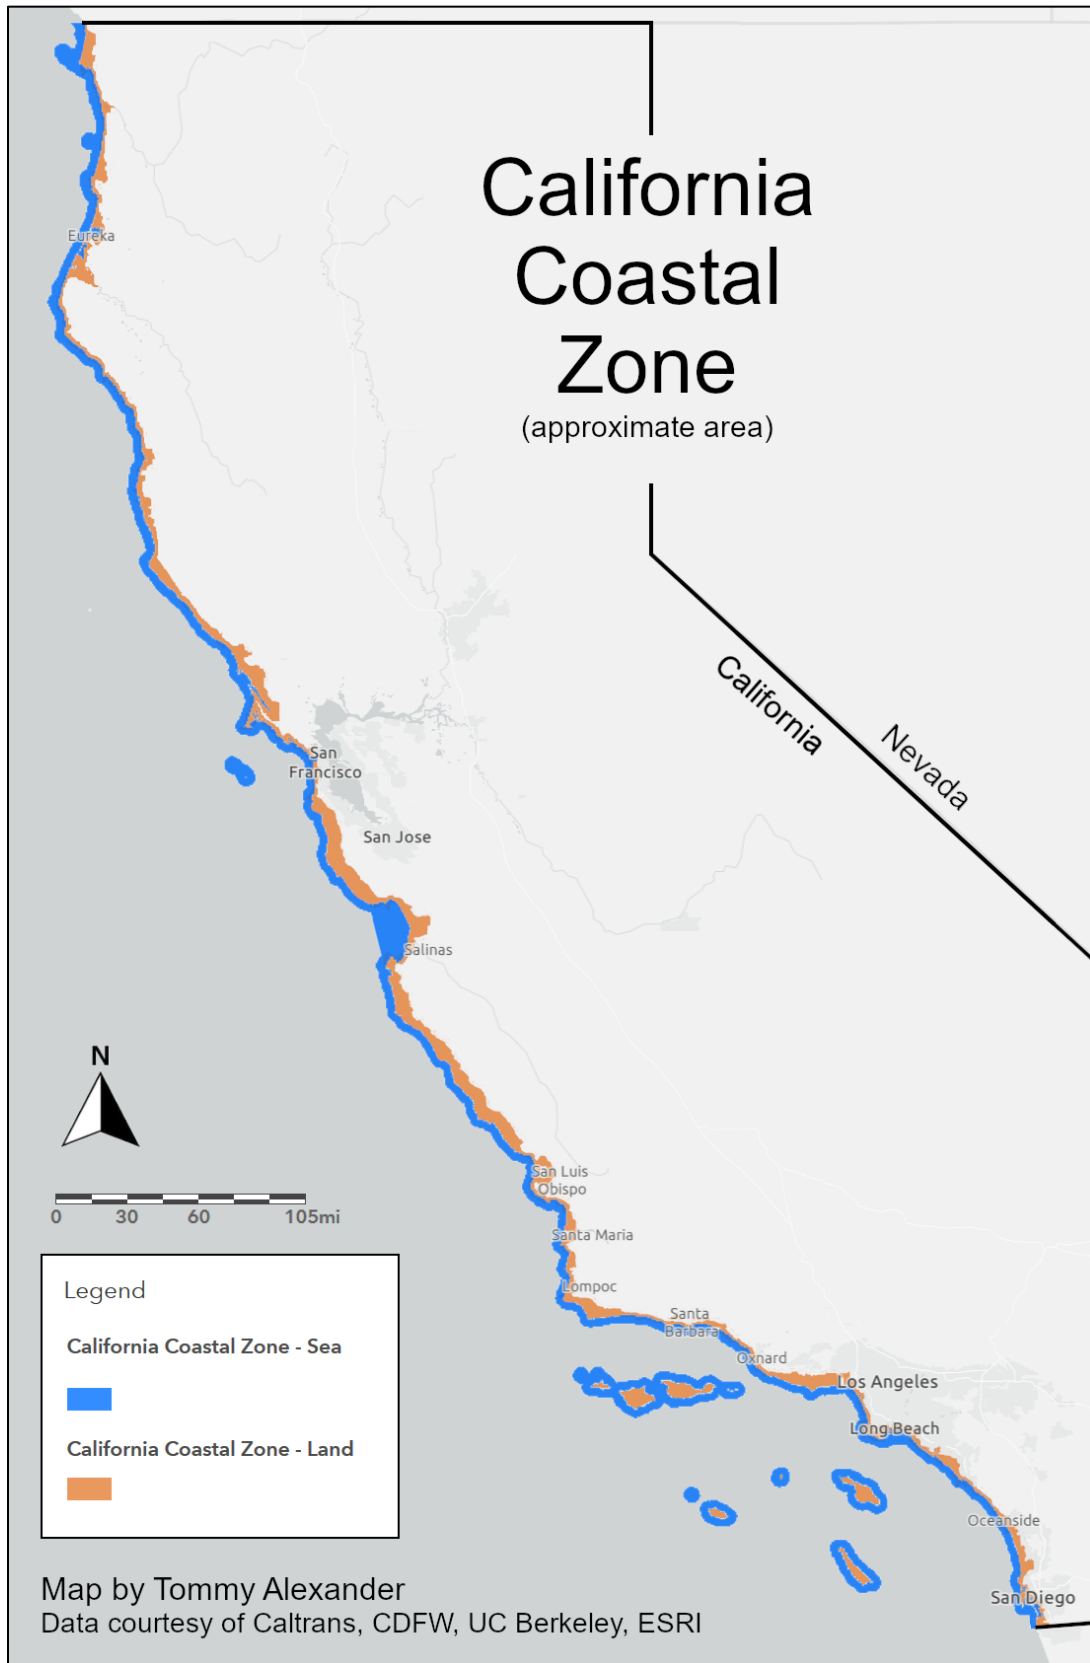 California
Coastal
Zone
(approximate area)
Eureka
California
Nevada
San
Francisco
San Jose
Salinas
N
San Luis
Obispo
0 30 60 105mi
Santa Maria
Lompoc
Legend
Santa
Barbara
California Coastal Zone - Sea
Oxnard
Los Angeles
Long Beach
California Coastal Zone - Land
Oceanside
San Diego
Map by Tommy Alexander
Data courtesy of Caltrans, CDFW, UC Berkeley, ESRI